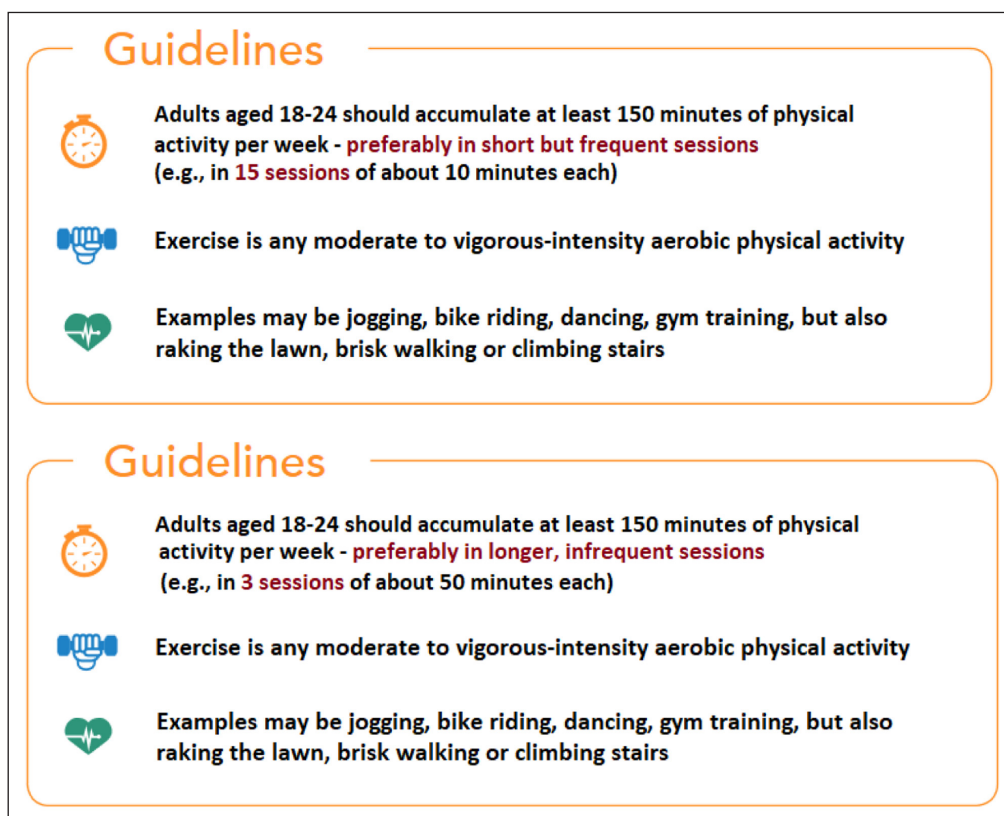 Guidelines
Adults aged 18-24 should accumulate at least 150 minutes of physical
activity per week - preferably in short but frequent sessions
(e.g., in 15 sessions of about 10 minutes each)
Exercise is any moderate to vigorous-intensity aerobic physical activity
Examples may be jogging, bike riding, dancing, gym training, but also
raking the lawn, brisk walking or climbing stairs
Guidelines
Adults aged 18-24 should accumulate at least 150 minutes of physical
activity per week - preferably in longer, infrequent sessions
(e.g., in 3 sessions of about 50 minutes each)
Exercise is any moderate to vigorous-intensity aerobic physical activity
Examples may be jogging, bike riding, dancing, gym training, but also
raking the lawn, brisk walking or climbing stairs